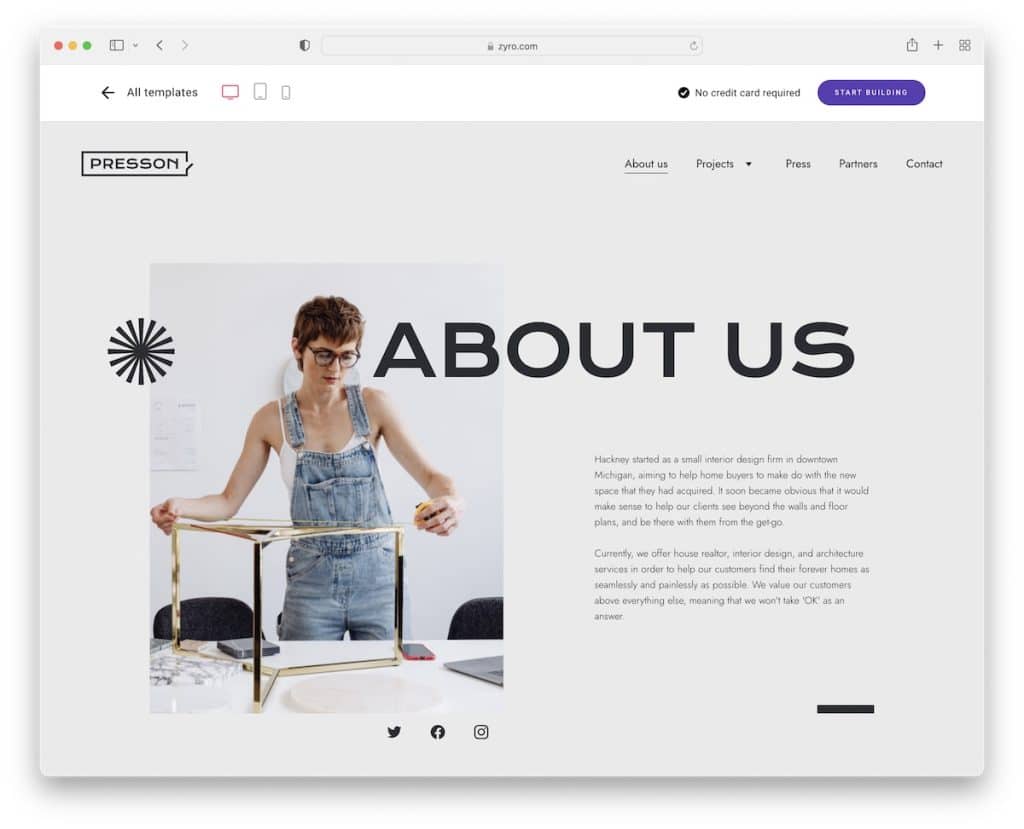 zyro.com
All templates
No credit card required
START BUILDING
PRESSON
About us
Projects
Press
Partners
Contact
ABOUT US
Hackney started as a small interior design firm in downtown
Michigan, aiming to help home buyers to make do with the new
space that they had acquired. It soon became obvious that it would
make sense to help our clients see beyond the walls and floor
plans, and be there with them from the get-go.
Currently, we offer house realtor, interior design, and architecture
services in order to help our customers find their forever homes as
seamlessly and painlessly as possible. We value our customers
above everything else, meaning that we won't take 'OK' as an
answer.